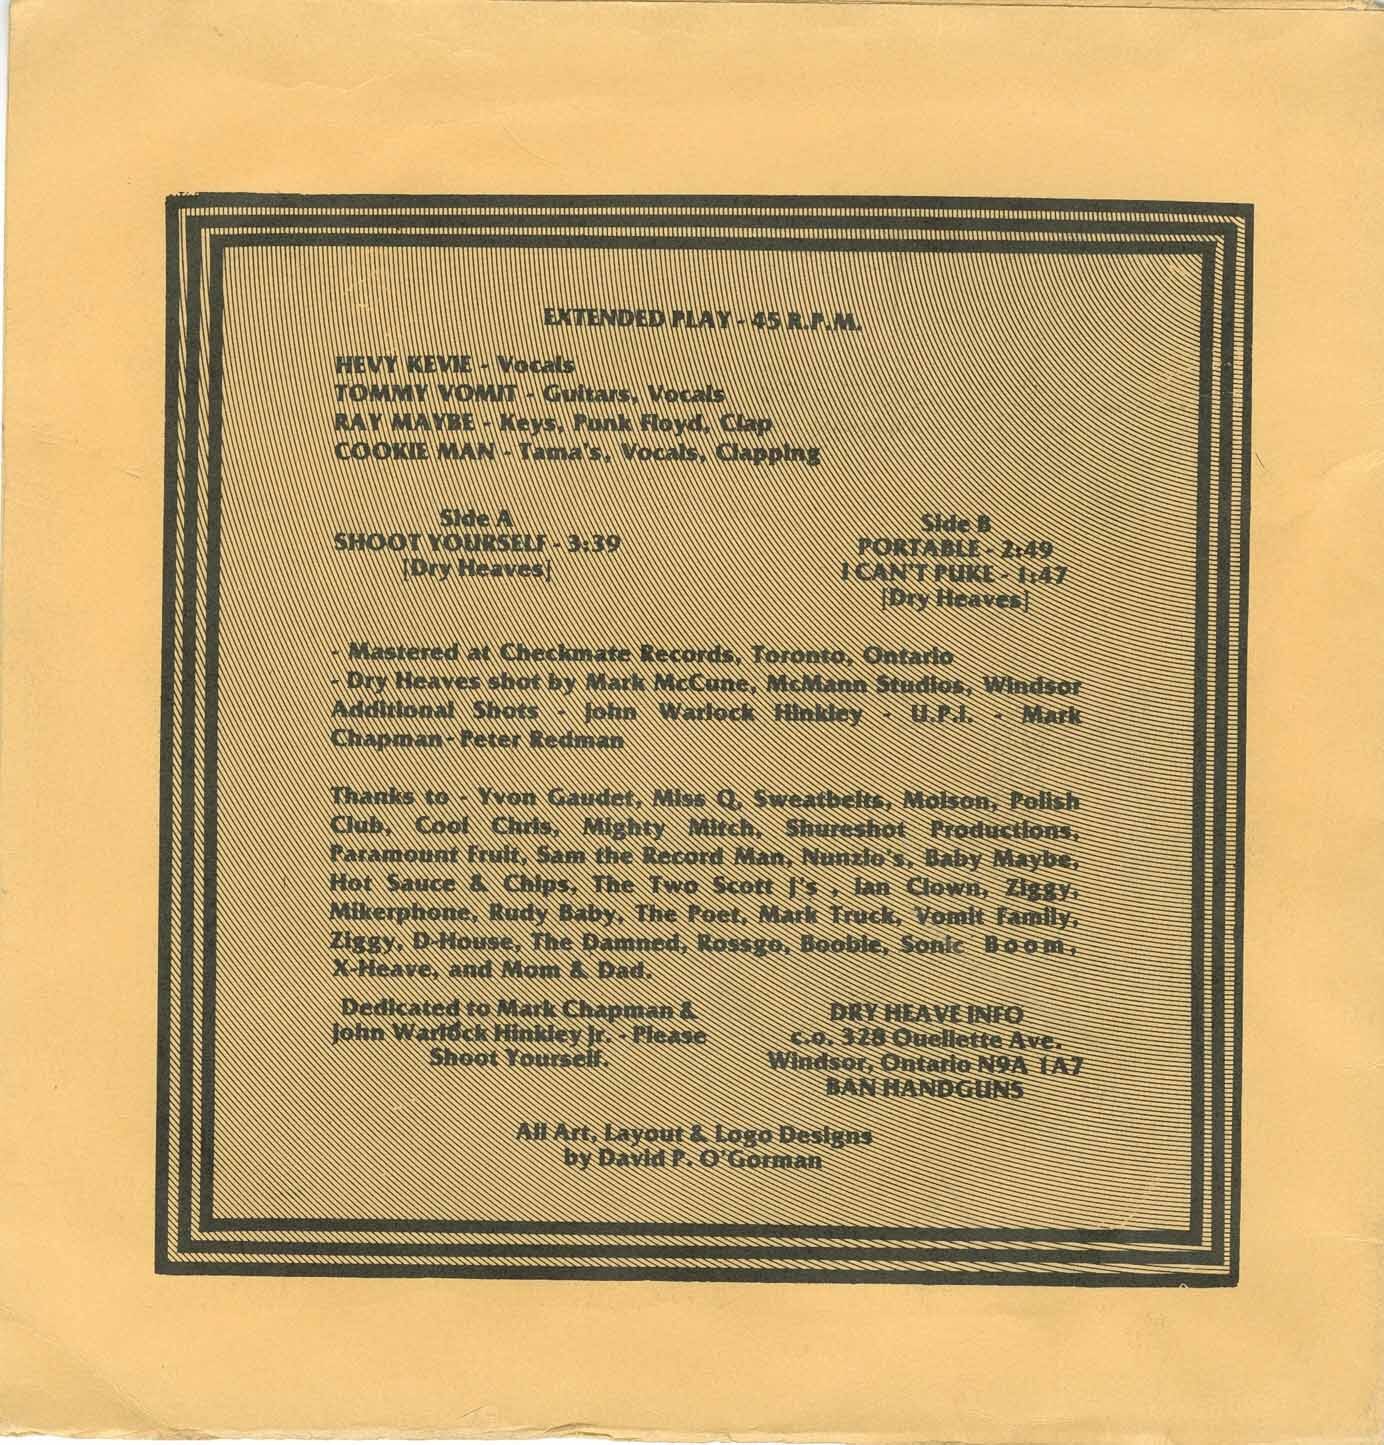 EXTENDED PLAY - 45 R.P.M.
HEVY KEVIE - Vocals
TOMMY VOMIT - Guitars, Vocals
RAY MAYBE - Keys, Punk Floyd, Clap
COOKIE MAN - Tama's, Vocals, Clapping
Side A
SHOOT YOURSELF - 3:39
[Dry Heaves]
Side B
PORTABLE - 2:49
I CAN'T PUKE - 1:47
[Dry Heaves]
- Mastered at Checkmate Records, Toronto, Ontario
- Dry Heaves shot by Mark McCune, McMann Studios, Windsor
Additional Shots - John Warlock Hinkley - U.P.I. - Mark
Chapman - Peter Redman
Thanks to - Yvon Gaudet, Miss Q, Sweatbelts, Molson, Polish
Club, Cool Chris, Mighty Mitch, Shureshot Productions,
Paramount Fruit, Sam the Record Man, Nunzio's, Baby Maybe,
Hot Sauce & Chips, The Two Scott J's , Ian Clown, Ziggy,
Mikerphone, Rudy Baby, The Poet, Mark Truck, Vomit Family,
Ziggy, D-House, The Damned, Rossgo, Boobie, Sonic Boom,
X-Heave, and Mom & Dad.
Dedicated to Mark Chapman &
John Warlock Hinkley Jr. - Please
Shoot Yourself.
DRY HEAVE INFO
c.o. 328 Ouellette Ave.
Windsor, Ontario N9A 1A7
BAN HANDGUNS
All Art, Layout & Logo Designs
by David P. O'Gorman